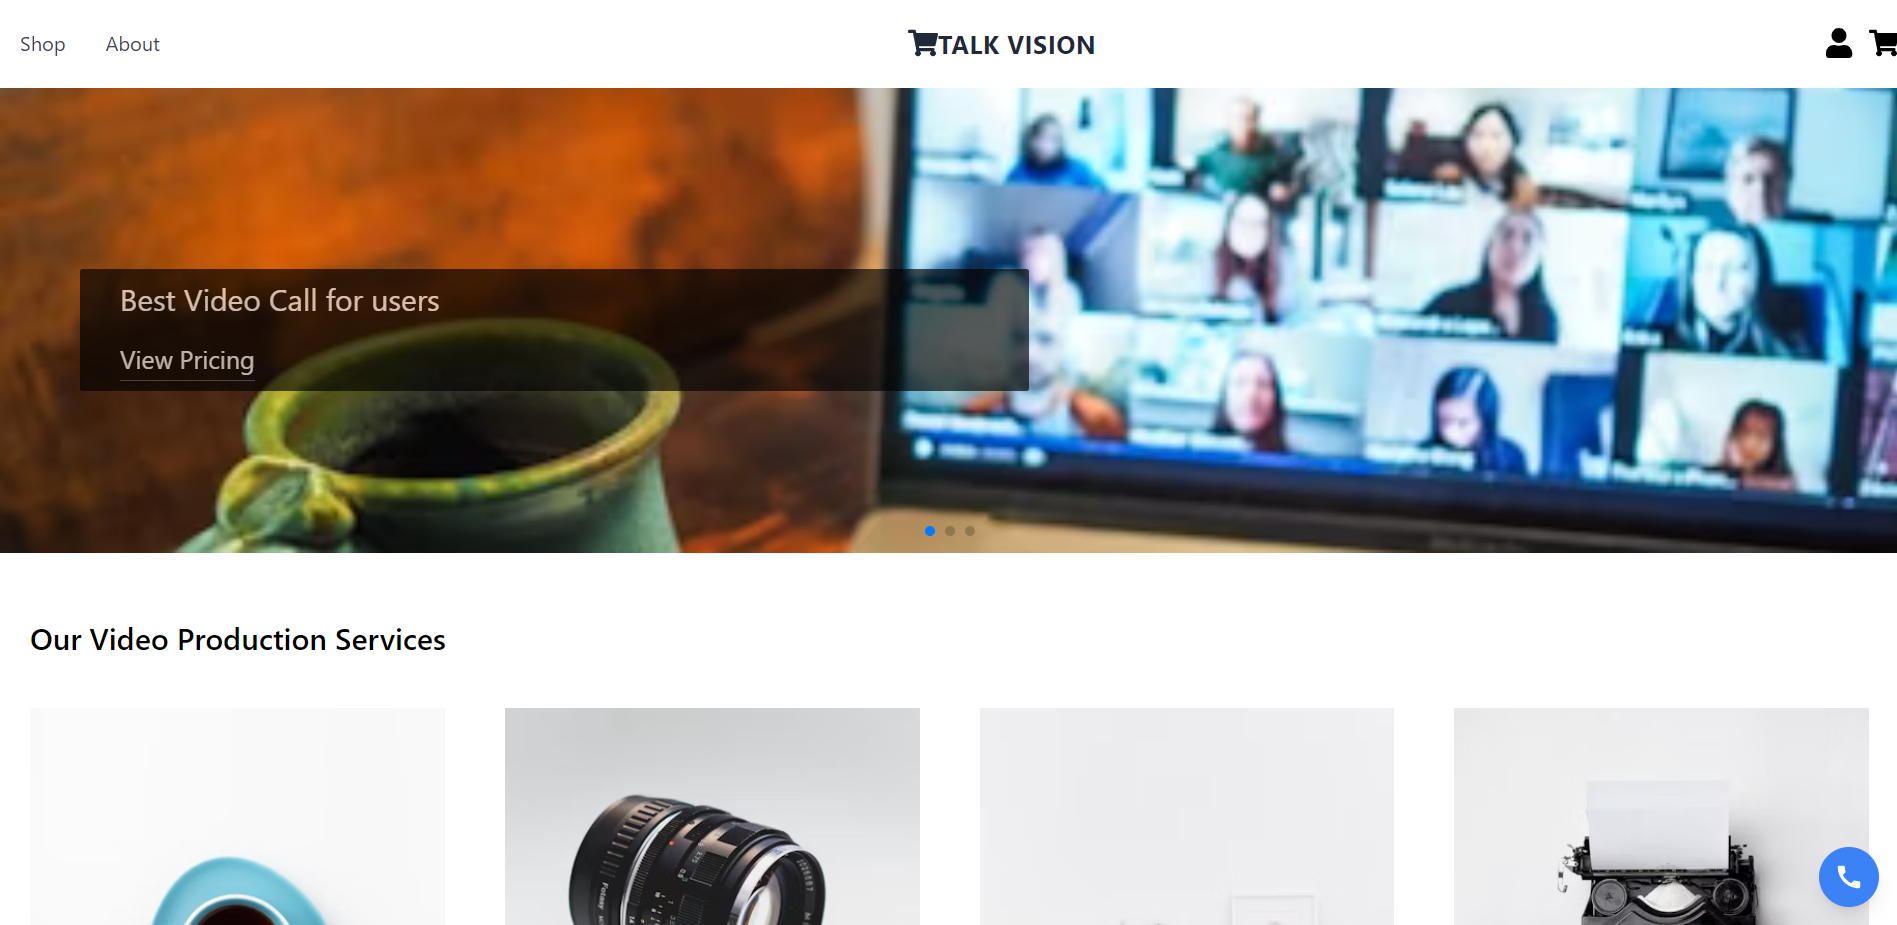 Shop About TALK VISION
Best Video Call for users
View Pricing
Our Video Production Services